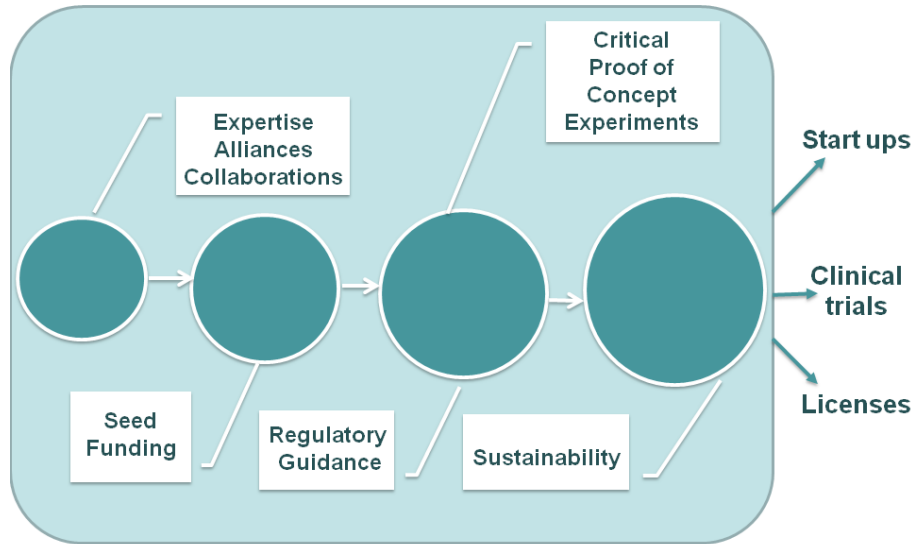 Critical
Proof of
Concept
Experiments
Expertise
Alliances
Collaborations
Start ups
Clinical
trials
Licenses
Seed
Funding
Regulatory
Guidance
Sustainability